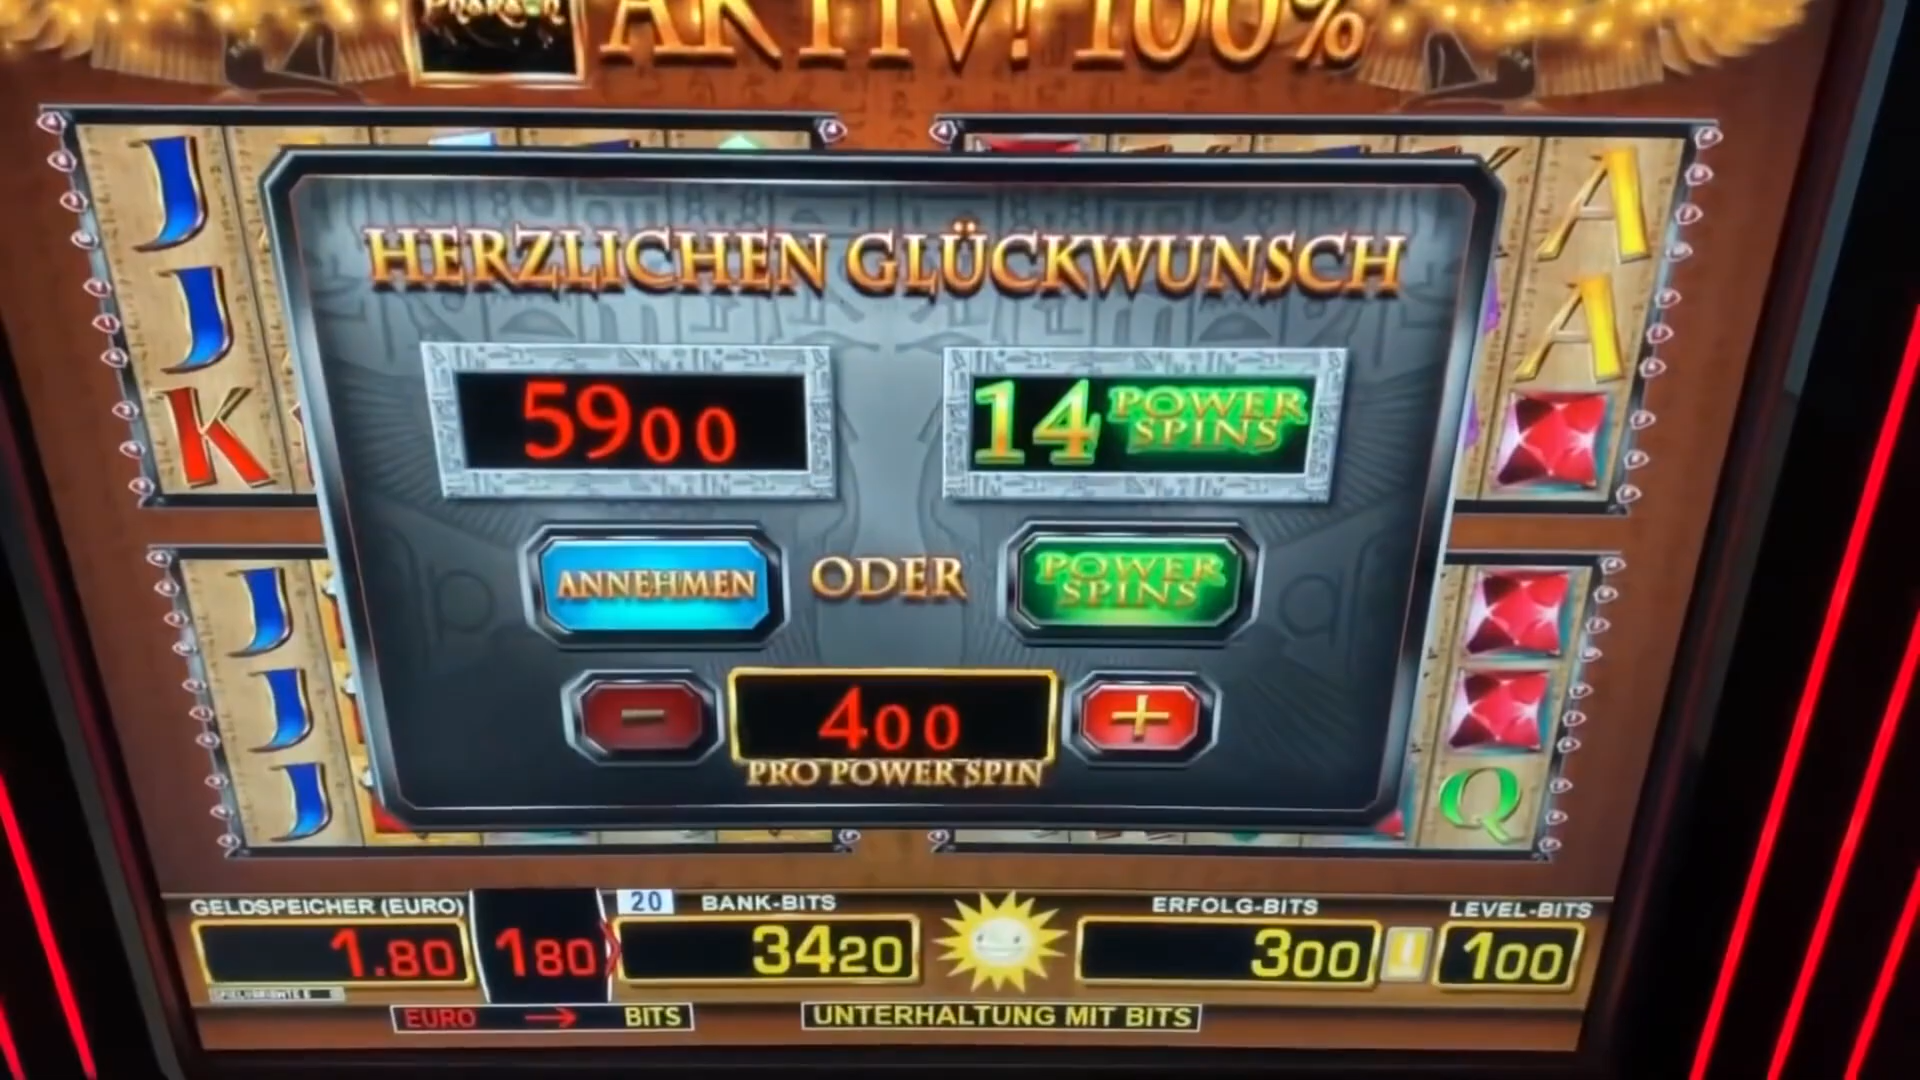 Pharaoh
AKTIV! 100%
J
A
J
A
K
HERZLICHEN GLÜCKWUNSCH
5900
14 POWER
SPINS
ANNEHMEN
ODER
POWER
SPINS
J
J
J
Q
-
400
+
PRO POWER SPIN
GELDSPEICHER (EURO)
20
BANK-BITS
ERFOLG-BITS
LEVEL-BITS
1.80
180
3420
300
100
EURO → BITS
UNTERHALTUNG MIT BITS